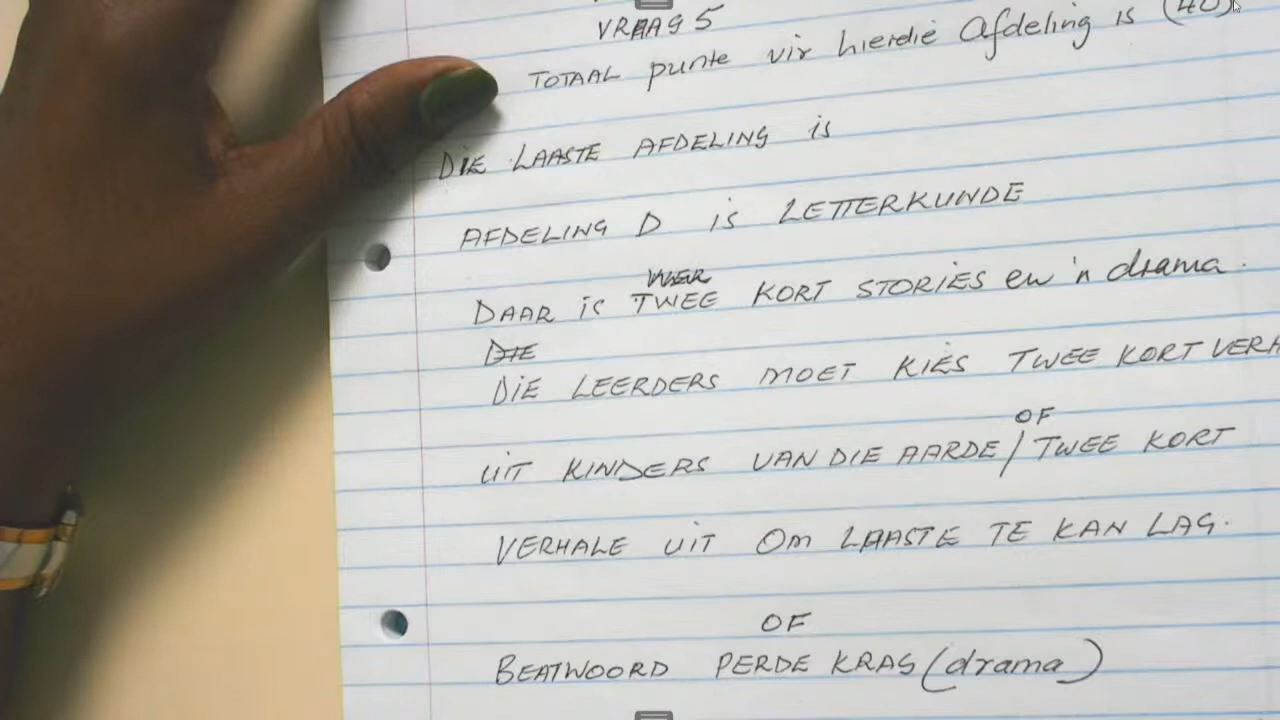 VRAAG 5
TOTAAL punte vir hierdie Afdeling is (40)
DIE LAASTE AFDELING is
AFDELING D is LETTERKUNDE
DAAR is TWEE KORT STORIES en 'n drama.
DIE
DIE LEERDERS MOET KIES TWEE KORT VERH
OF
UIT KINDERS VAN DIE AARDE / TWEE KORT
VERHALE UIT OM LAASTE TE KAN LAG.
OF
BEATWOORD PERDE KRAG (drama)